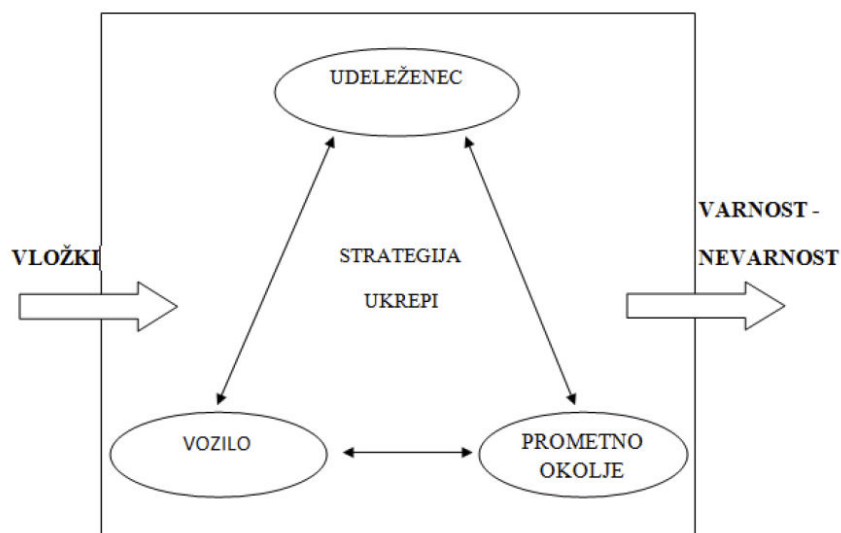 UDELEŽENEC
VARNOST -
VLOŽKI
STRATEGIJA
NEVARNOST
UKREPI
VOZILO
PROMETNO
OKOLJE